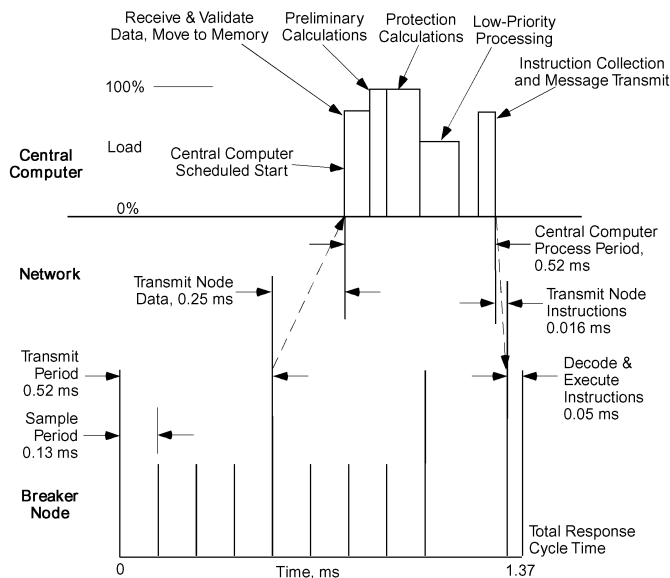 Receive & Validate
Data, Move to Memory
Preliminary
Calculations
Protection
Calculations
Low-Priority
Processing
Instruction Collection
and Message Transmit
100%
Load
Central
Computer
Central Computer
Scheduled Start
0%
Central Computer
Process Period,
0.52 ms
Network
Transmit Node
Data, 0.25 ms
Transmit Node
Instructions
0.016 ms
Transmit
Period
0.52 ms
Decode &
Execute
Instructions
0.05 ms
Sample
Period
0.13 ms
Breaker
Node
Total Response
Cycle Time
0
Time, ms
1.37